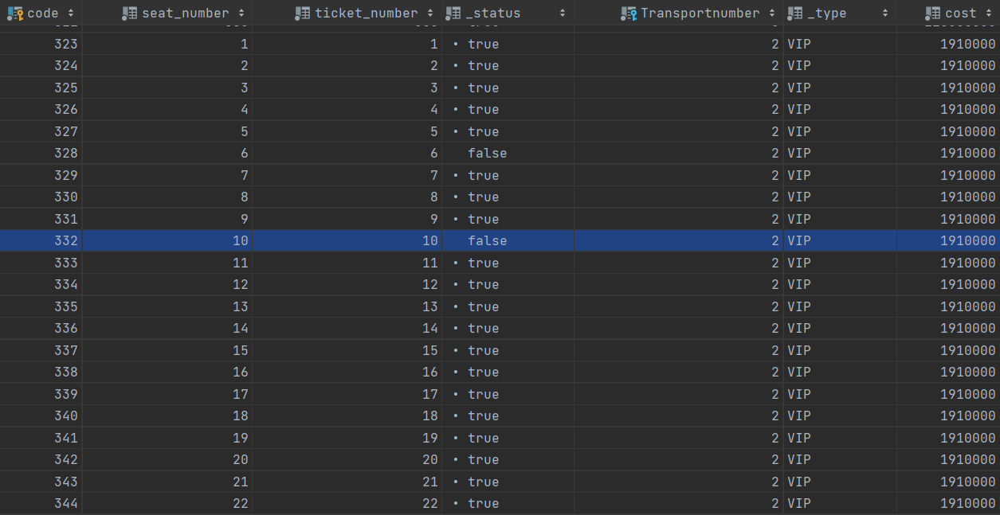 code seat_number ticket_number _status Transportnumber _type cost
323 1 1 • true 2 VIP 1910000
324 2 2 • true 2 VIP 1910000
325 3 3 • true 2 VIP 1910000
326 4 4 • true 2 VIP 1910000
327 5 5 • true 2 VIP 1910000
328 6 6 false 2 VIP 1910000
329 7 7 • true 2 VIP 1910000
330 8 8 • true 2 VIP 1910000
331 9 9 • true 2 VIP 1910000
332 10 10 false 2 VIP 1910000
333 11 11 • true 2 VIP 1910000
334 12 12 • true 2 VIP 1910000
335 13 13 • true 2 VIP 1910000
336 14 14 • true 2 VIP 1910000
337 15 15 • true 2 VIP 1910000
338 16 16 • true 2 VIP 1910000
339 17 17 • true 2 VIP 1910000
340 18 18 • true 2 VIP 1910000
341 19 19 • true 2 VIP 1910000
342 20 20 • true 2 VIP 1910000
343 21 21 • true 2 VIP 1910000
344 22 22 • true 2 VIP 1910000